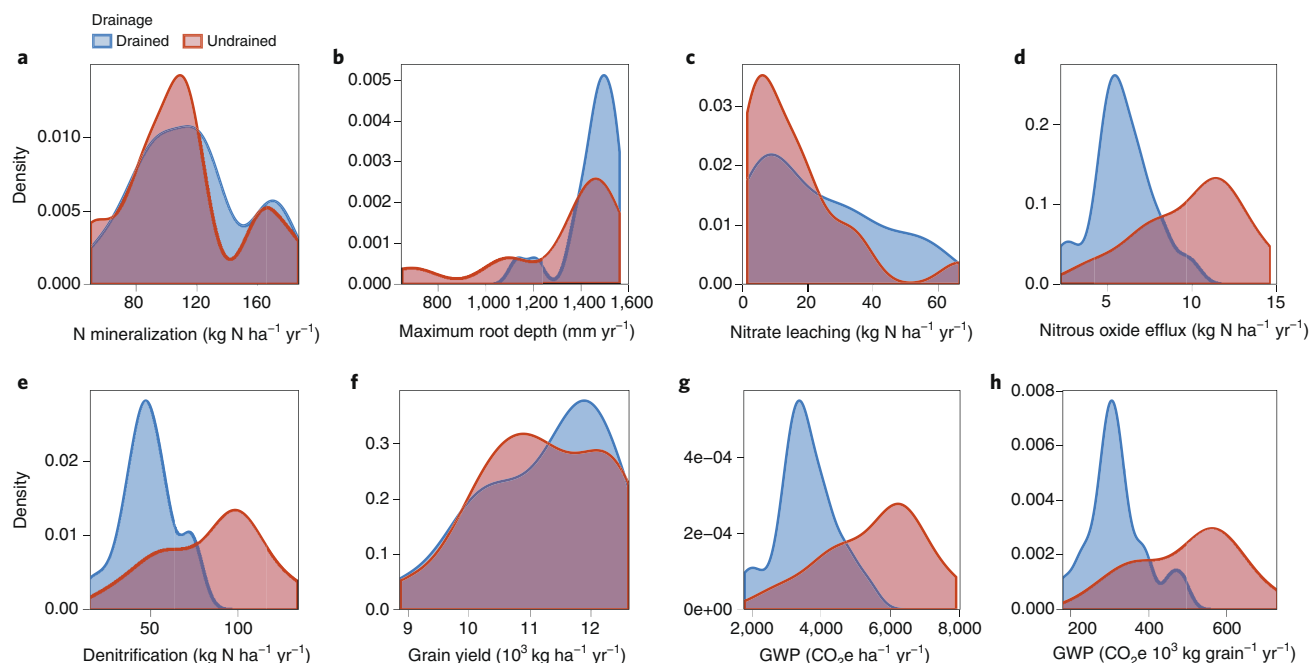 Drainage
Drained Undrained
a
0.010
0.005
0.000
Density
80 120 160
N mineralization (kg N ha⁻¹ yr⁻¹)
b
0.005
0.004
0.003
0.002
0.001
0.000
800 1,000 1,200 1,400 1,600
Maximum root depth (mm yr⁻¹)
c
0.03
0.02
0.01
0.00
0 20 40 60
Nitrate leaching (kg N ha⁻¹ yr⁻¹)
d
0.2
0.1
0.0
5 10 15
Nitrous oxide efflux (kg N ha⁻¹ yr⁻¹)
e
0.02
0.01
0.00
Density
50 100
Denitrification (kg N ha⁻¹ yr⁻¹)
f
0.3
0.2
0.1
0.0
9 10 11 12
Grain yield (10³ kg ha⁻¹ yr⁻¹)
g
4e−04
2e−04
0e+00
2,000 4,000 6,000 8,000
GWP (CO₂e ha⁻¹ yr⁻¹)
h
0.008
0.006
0.004
0.002
0.000
200 400 600
GWP (CO₂e 10³ kg grain⁻¹ yr⁻¹)